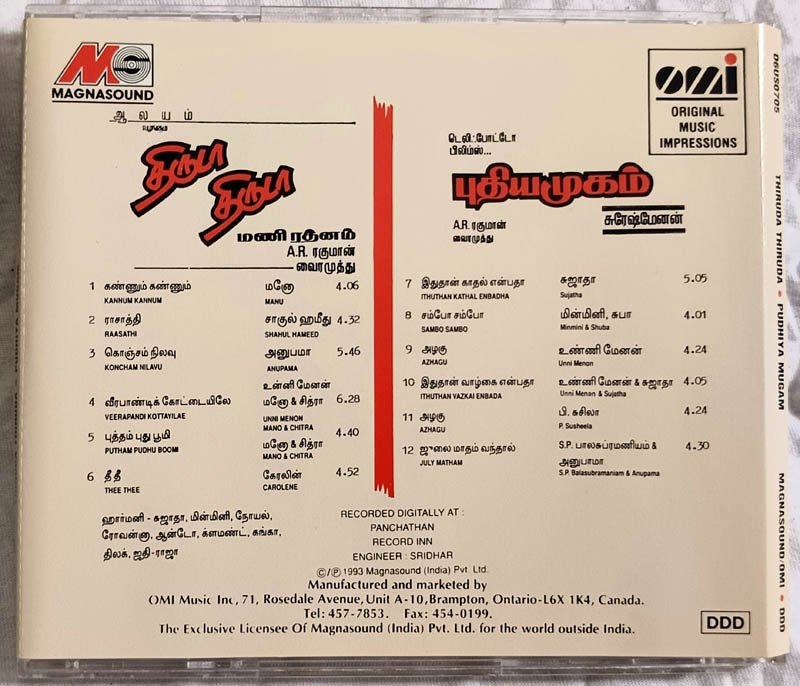 MAGNASOUND
ஆலயம்
வழங்கும்
திருடா
திருடா
மணி ரத்னம்
A.R. ரகுமான்
வைரமுத்து
1 கண்ணும் கண்ணும் மனோ 4.06
KANNUM KANNUM MANU
2 ராசாத்தி சாகுல் ஹமீது 4.32
RAASATHI SHAHUL HAMEED
3 கொஞ்சம் நிலவு அனுபமா 5.46
KONCHAM NILAVU ANUPAMA
உன்னி மேனன்
4 வீரபாண்டிக் கோட்டையிலே மனோ & சித்ரா 6.28
VEERAPANDI KOTTAYILAE UNNI MENON
MANO & CHITRA
5 புத்தம் புது பூமி மனோ & சித்ரா 4.40
PUTHAM PUDHU BOOMI MANO & CHITRA
6 தீதீ கேரலின் 4.52
THEE THEE CAROLENE
ஹார்மனி - சுஜாதா, மின்மினி, நோயல்,
ரோவன்னா, ஆன்டோ, க்ளமண்ட், கங்கா,
திலக், ஐதி-ராஜா
omi
ORIGINAL
MUSIC
IMPRESSIONS
டெலி: போட்டோ
பிலிம்ஸ்...
புதியமுகம்
A.R. ரகுமான் சுரேஷ்மேனன்
வைரமுத்து
7 இதுதான் காதல் என்பதா சுஜாதா 5.05
ITHUTHAN KATHAL ENBADHA Sujatha
8 சம்போ சம்போ மின்மினி, சுபா 4.01
SAMBO SAMBO Minmini & Shuba
9 அழகு உண்ணி மேனன் 4.24
AZHAGU Unni Menon
10 இதுதான் வாழ்கை என்பதா உண்ணி மேனன் & சுஜாதா 4.05
ITHUTHAN VAZKAI ENBADA Unni Menon & Sujatha
11 அழகு பி. சுசிலா 4.24
AZHAGU P. Susheela
12 ஜுலை மாதம் வந்தால் S.P. பாலசுப்ரமணியம் & 4.30
JULY MATHAM அனுபாமா
S.P. Balasubramaniam & Anupama
RECORDED DIGITALLY AT :
PANCHATHAN
RECORD INN
ENGINEER : SRIDHAR
©/℗ 1993 Magnasound (India) Pvt. Ltd.
Manufactured and marketed by
OMI Music Inc, 71, Rosedale Avenue, Unit A-10, Brampton, Ontario-L6X 1K4, Canada.
Tel: 457-7853. Fax: 454-0199.
The Exclusive Licensee Of Magnasound (India) Pvt. Ltd. for the world outside India.
DDD
D6USO705 THIRUDA THIRUDA • PUDHIYA MUGAM MAGNASOUND/OMI • DDD